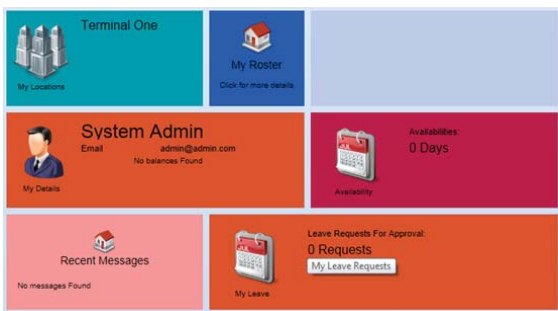 Terminal One
My Locations
My Roster
Click for more details
System Admin
Email admin@admin.com
No balances Found
My Details
Availabilities:
0 Days
Availability
Recent Messages
No messages Found
Leave Requests For Approval:
0 Requests
My Leave Requests
My Leave